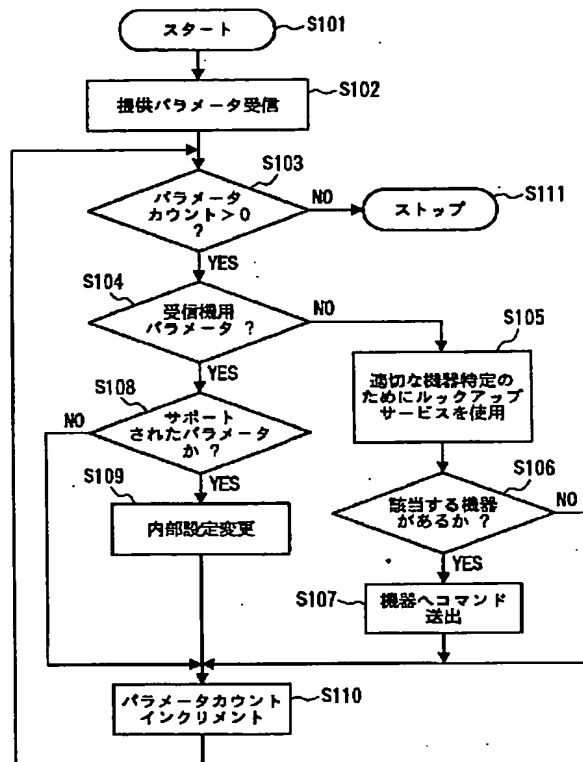 スタート
S101
提供パラメータ受信
S102
パラメータ
カウント>0
?
S103
NO
ストップ
S111
YES
S104
受信機用
パラメータ ?
NO
YES
S105
適切な機器特定の
ためにルックアップ
サービスを使用
S108
NO
サポート
されたパラメータ
か ?
YES
S106
該当する機器
があるか ?
NO
YES
S109
内部設定変更
S107
機器へコマンド
送出
パラメータカウント
インクリメント
S110